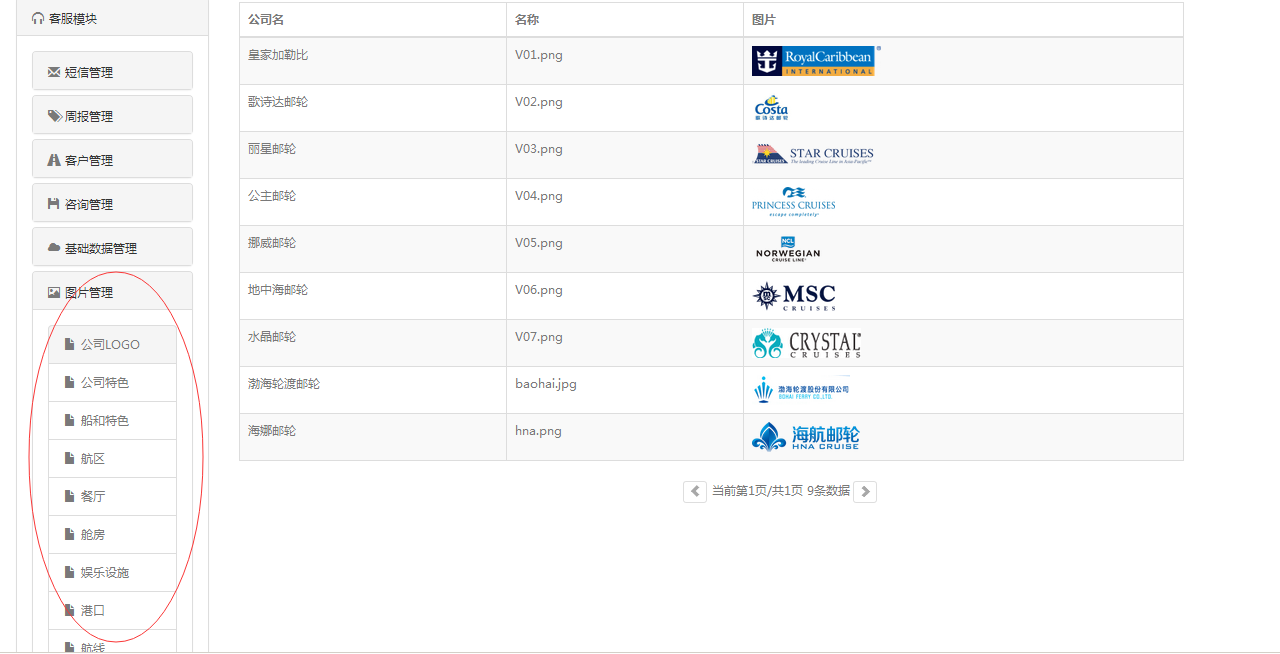 客服模块
短信管理
周报管理
客户管理
咨询管理
基础数据管理
图片管理
公司LOGO
公司特色
船和特色
航区
餐厅
舱房
娱乐设施
港口
航线
公司名 名称 图片
皇家加勒比 V01.png RoyalCaribbean INTERNATIONAL
歌诗达邮轮 V02.png Costa 歌诗达邮轮
丽星邮轮 V03.png STAR CRUISES STAR CRUISES The leading Cruise Line in Asia-Pacific
公主邮轮 V04.png PRINCESS CRUISES escape completely
挪威邮轮 V05.png NCL NORWEGIAN CRUISE LINE
地中海邮轮 V06.png MSC CRUISES
水晶邮轮 V07.png CRYSTAL CRUISES
渤海轮渡邮轮 baohai.jpg 渤海轮渡股份有限公司 BOHAI FERRY CO.,LTD.
海娜邮轮 hna.png 海航邮轮 HNA CRUISE
当前第1页/共1页 9条数据